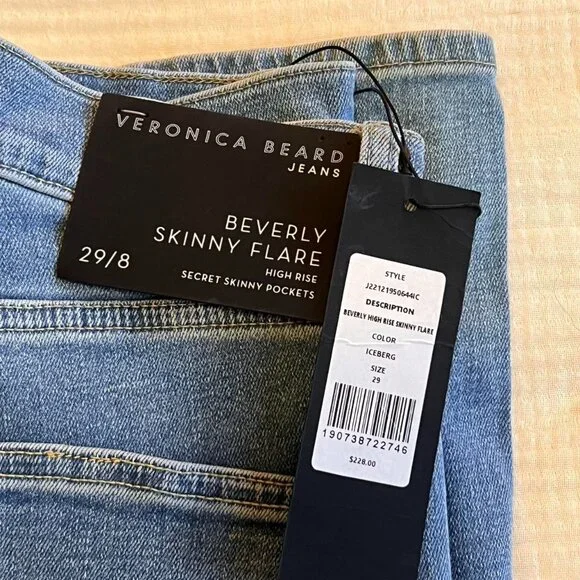 VERONICA BEARD
JEANS
BEVERLY
SKINNY FLARE
29/8
HIGH RISE
SECRET SKINNY POCKETS
STYLE
J22121950644IC
DESCRIPTION
BEVERLY HIGH RISE SKINNY FLARE
COLOR
ICEBERG
SIZE
29
190738722746
$228.00